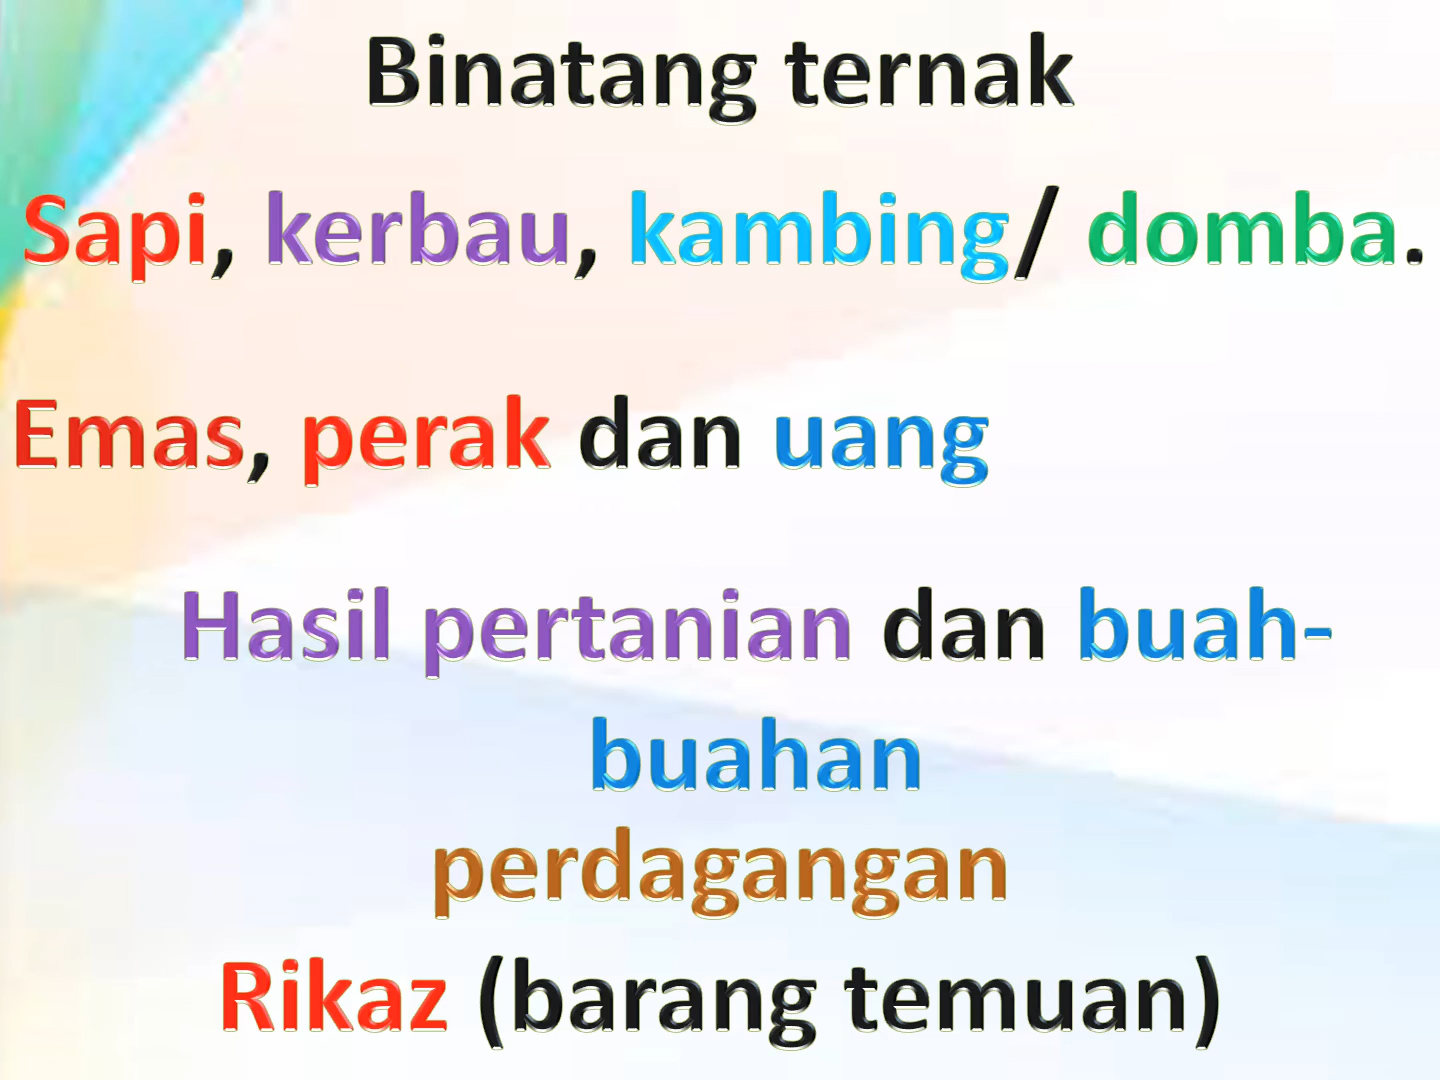 Binatang ternak
Sapi, kerbau, kambing/ domba.
Emas, perak dan uang
Hasil pertanian dan buah-
buahan
perdagangan
Rikaz (barang temuan)